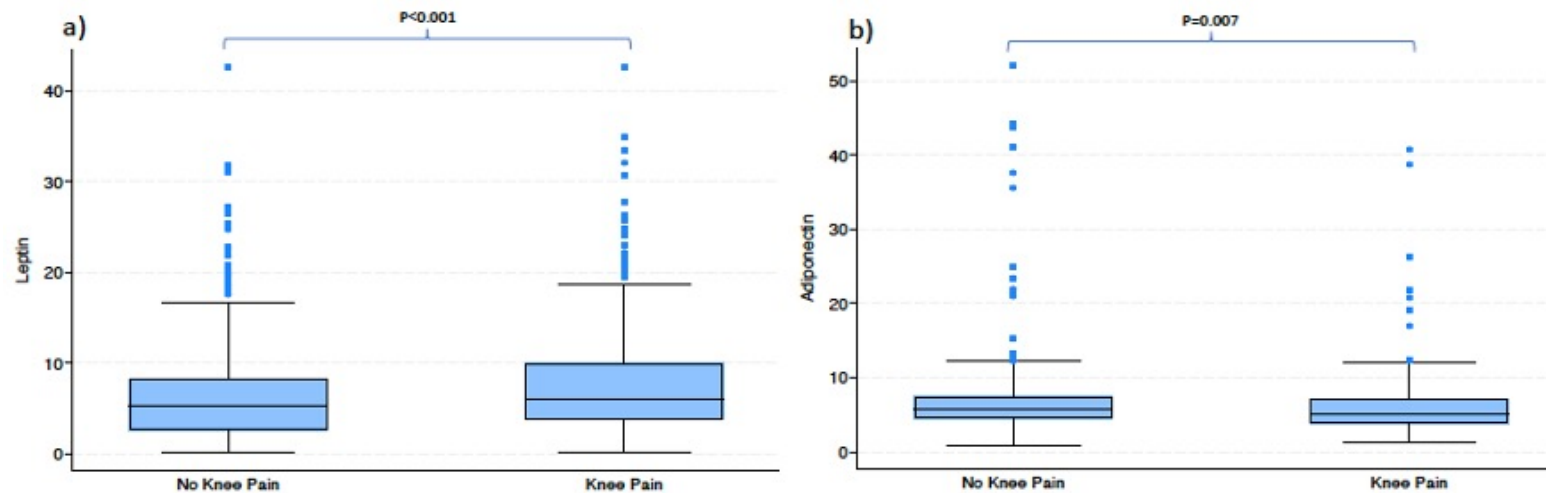 a)
P<0.001
Leptin
40
30
20
10
0
No Knee Pain
Knee Pain
b)
P=0.007
Adiponectin
50
40
30
20
10
0
No Knee Pain
Knee Pain